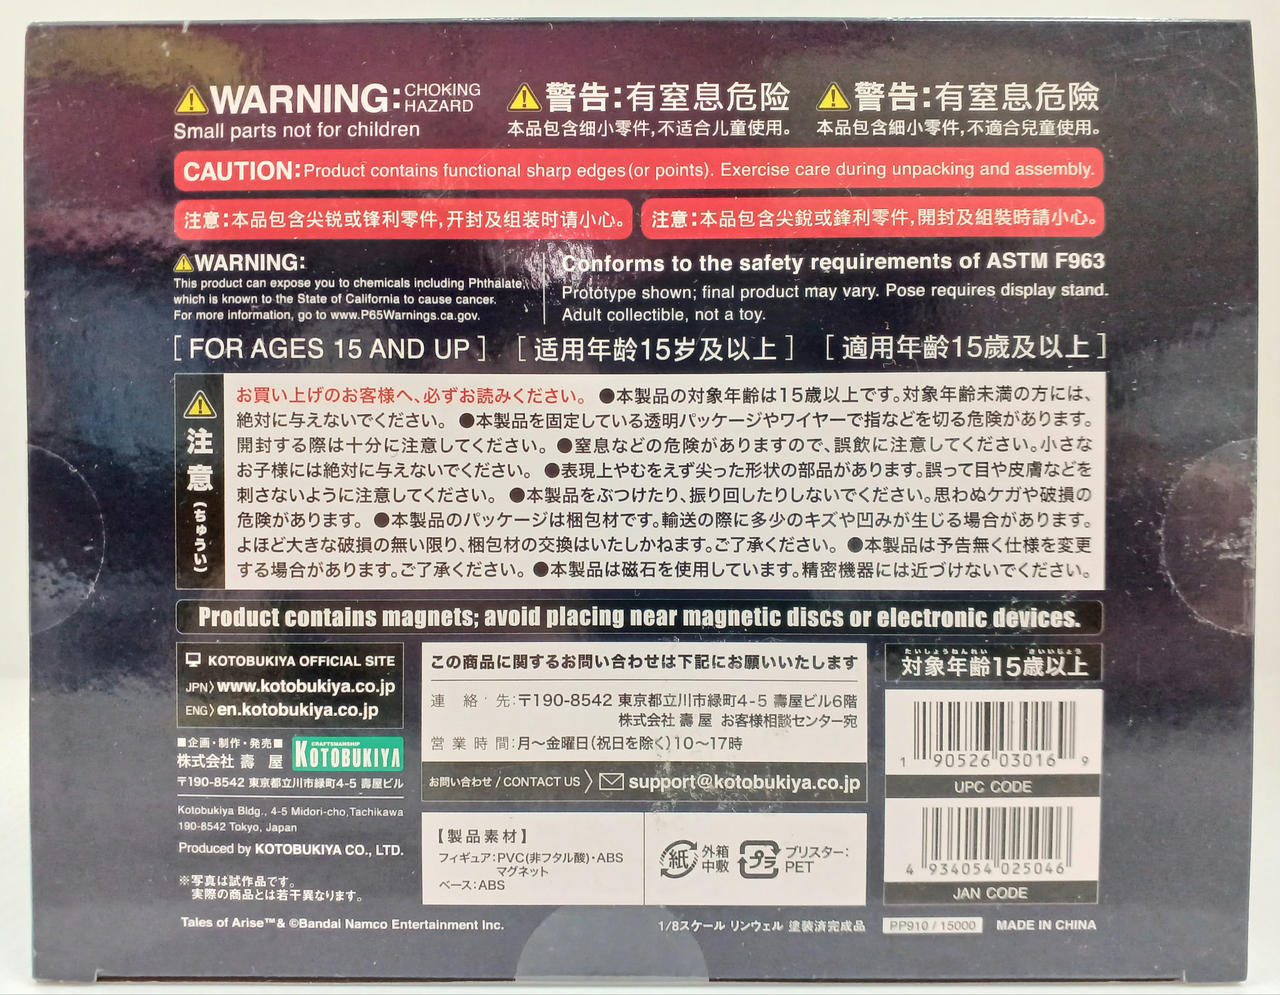 WARNING: CHOKING HAZARD
Small parts not for children
警告:有窒息危险
本品包含细小零件,不适合儿童使用。
警告:有窒息危險
本品包含細小零件,不適合兒童使用。
CAUTION: Product contains functional sharp edges(or points). Exercise care during unpacking and assembly.
注意:本品包含尖锐或锋利零件,开封及组装时请小心。
注意:本品包含尖銳或鋒利零件,開封及組裝時請小心。
WARNING:
This product can expose you to chemicals including Phthalate,
which is known to the State of California to cause cancer.
For more information, go to www.P65Warnings.ca.gov.
Conforms to the safety requirements of ASTM F963
Prototype shown; final product may vary. Pose requires display stand.
Adult collectible, not a toy.
[ FOR AGES 15 AND UP ]
[ 适用年龄15岁及以上 ]
[ 適用年齡15歲及以上 ]
注意(ちゅうい)
お買い上げのお客様へ、必ずお読みください。 ●本製品の対象年齢は15歳以上です。対象年齢未満の方には、
絶対に与えないでください。 ●本製品を固定している透明パッケージやワイヤーで指などを切る危険があります。
開封する際は十分に注意してください。 ●窒息などの危険がありますので、誤飲に注意してください。小さな
お子様には絶対に与えないでください。 ●表現上やむをえず尖った形状の部品があります。誤って目や皮膚などを
刺さないように注意してください。 ●本製品をぶつけたり、振り回したりしないでください。思わぬケガや破損の
危険があります。 ●本製品のパッケージは梱包材です。輸送の際に多少のキズや凹みが生じる場合があります。
よほど大きな破損の無い限り、梱包材の交換はいたしかねます。ご了承ください。 ●本製品は予告無く仕様を変更
する場合があります。ご了承ください。 ●本製品は磁石を使用しています。精密機器には近づけないでください。
Product contains magnets; avoid placing near magnetic discs or electronic devices.
KOTOBUKIYA OFFICIAL SITE
JPN〉www.kotobukiya.co.jp
ENG〉en.kotobukiya.co.jp
■企画・制作・発売■
株式会社 壽 屋
CRAFTSMANSHIP
KOTOBUKIYA
〒190-8542 東京都立川市緑町4-5 壽屋ビル
Kotobukiya Bldg., 4-5 Midori-cho,Tachikawa
190-8542 Tokyo, Japan
Produced by KOTOBUKIYA CO., LTD.
※写真は試作品です。
実際の商品とは若干異なります。
この商品に関するお問い合わせは下記にお願いいたします
連 絡 先:〒190-8542 東京都立川市緑町4-5 壽屋ビル6階
株式会社 壽 屋 お客様相談センター宛
営業時間:月〜金曜日(祝日を除く)10〜17時
お問い合わせ / CONTACT US 〉 support@kotobukiya.co.jp
【製品素材】
フィギュア:PVC(非フタル酸)・ABS
マグネット
ベース:ABS
紙 外箱
中敷
プラ ブリスター:
PET
たいしょうねんれい さいいじょう
対象年齢15歳以上
1 90526 03016 9
UPC CODE
4 934054 025046
JAN CODE
Tales of Arise™& ©Bandai Namco Entertainment Inc.
1/8スケール リンウェル 塗装済完成品
PP910 / 15000
MADE IN CHINA